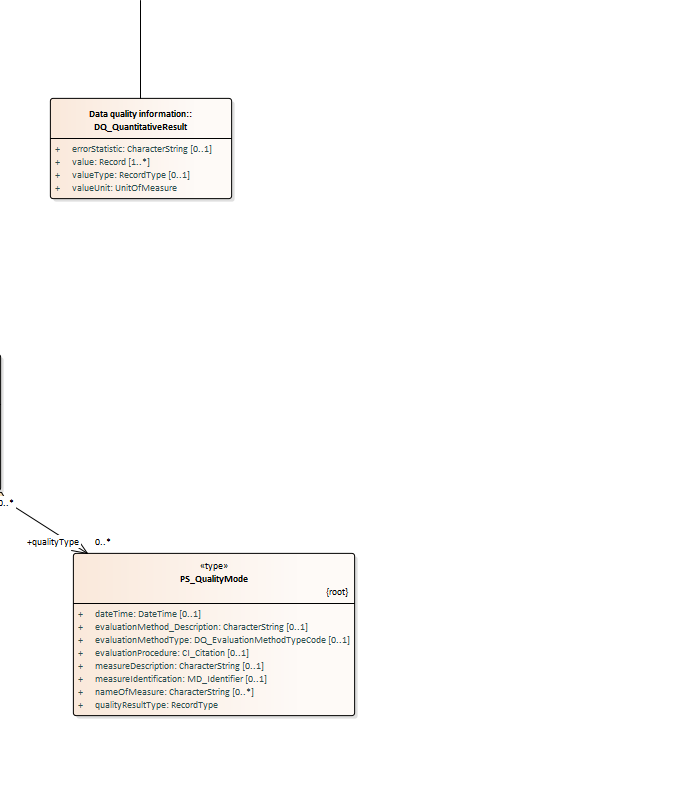 Data quality information::
DQ_QuantitativeResult
+ errorStatistic: CharacterString [0..1]
+ value: Record [1..*]
+ valueType: RecordType [0..1]
+ valueUnit: UnitOfMeasure
0..*
+qualityType 0..*
«type»
PS_QualityMode
{root}
+ dateTime: DateTime [0..1]
+ evaluationMethod_Description: CharacterString [0..1]
+ evaluationMethodType: DQ_EvaluationMethodTypeCode [0..1]
+ evaluationProcedure: CI_Citation [0..1]
+ measureDescription: CharacterString [0..1]
+ measureIdentification: MD_Identifier [0..1]
+ nameOfMeasure: CharacterString [0..*]
+ qualityResultType: RecordType